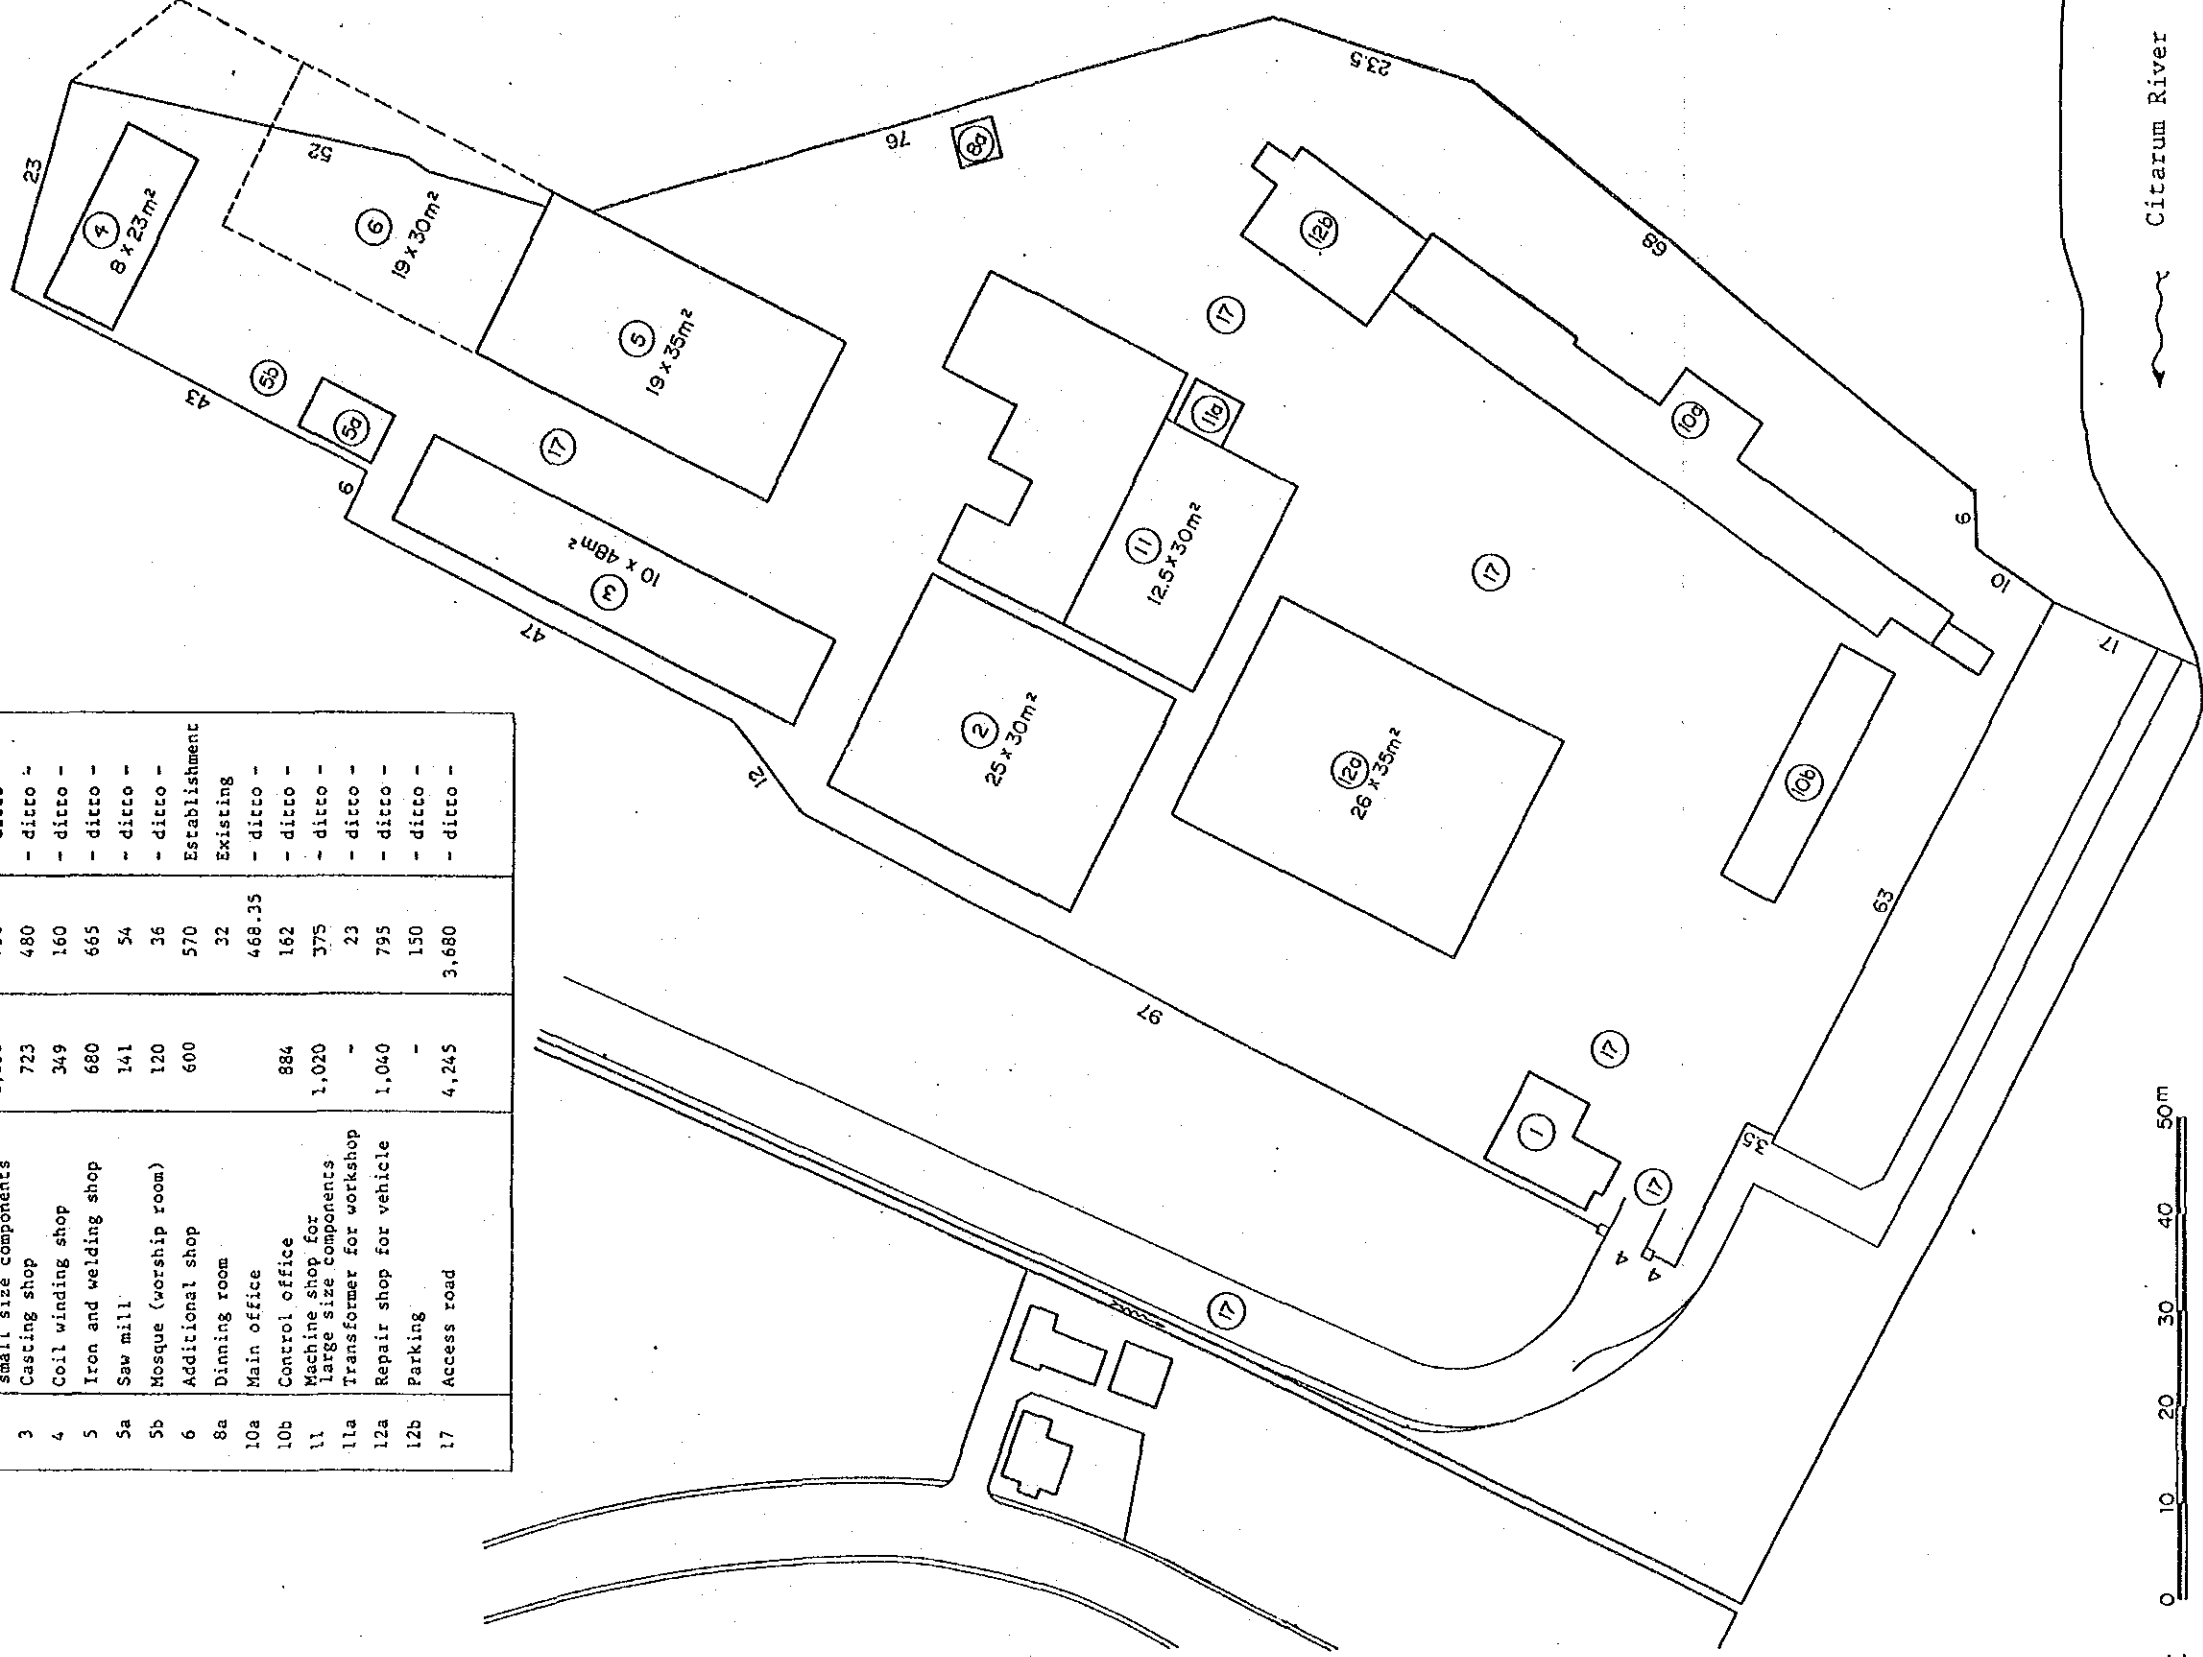 small size components
3 Casting shop 723 480 - ditto -
4 Coil winding shop 349 160 - ditto -
5 Iron and welding shop 680 665 - ditto -
5a Saw mill 141 54 - ditto -
5b Mosque (worship room) 120 36 - ditto -
6 Additional shop 600 570 Establishment
8a Dinning room 32 Existing
10a Main office 468.35 - ditto -
10b Control office 884 162 - ditto -
11 Machine shop for large size components 1,020 375 - ditto -
11a Transformer for workshop - 23 - ditto -
12a Repair shop for vehicle 1,040 795 - ditto -
12b Parking - 150 - ditto -
17 Access road 4,245 3,680 - ditto -
23
4
8 x 23m²
52
6
19 x 30m²
43
5b
5a
5
19 x 35m²
17
9
3
10 x 48m²
47
12
2
25 x 30m²
11
12.5 x 30m²
11a
17
76
8a
23.5
12b
68
10a
9
10
17
17
12a
26 x 35m²
10b
63
97
17
1
17
3.5
4
4
17
Citarum River
0 10 20 30 40 50m